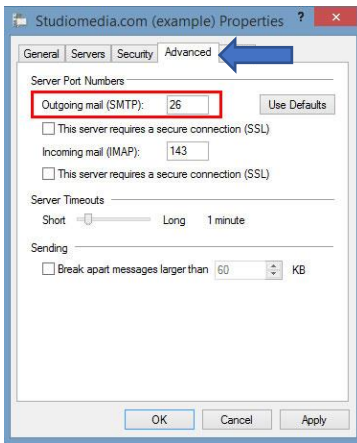 Studiomedia.com (example) Properties ? ×
General Servers Security Advanced
Server Port Numbers
Outgoing mail (SMTP): 26 Use Defaults
This server requires a secure connection (SSL)
Incoming mail (IMAP): 143
This server requires a secure connection (SSL)
Server Timeouts
Short Long 1 minute
Sending
Break apart messages larger than 60 KB
OK Cancel Apply